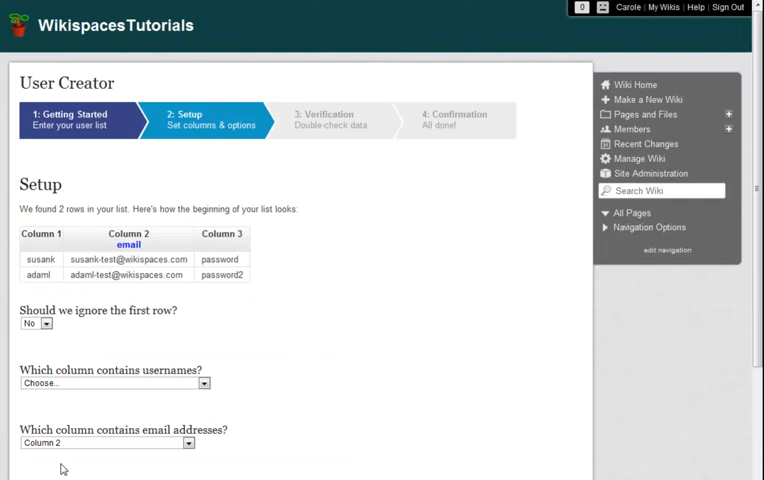 0 Carole | My Wikis | Help | Sign Out
WikispacesTutorials
User Creator
1: Getting Started
Enter your user list
2: Setup
Set columns & options
3: Verification
Double-check data
4: Confirmation
All done!
Setup
We found 2 rows in your list. Here's how the beginning of your list looks:
Column 1 Column 2 Column 3
email
susank susank-test@wikispaces.com password
adaml adaml-test@wikispaces.com password2
Should we ignore the first row?
No
Which column contains usernames?
Choose...
Which column contains email addresses?
Column 2
Wiki Home
Make a New Wiki
Pages and Files
Members
Recent Changes
Manage Wiki
Site Administration
Search Wiki
All Pages
Navigation Options
edit navigation